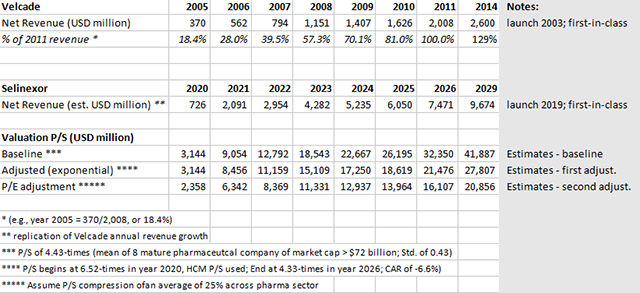 Velcade 2005 2006 2007 2008 2009 2010 2011 2014 Notes:
Net Revenue (USD million) 370 562 794 1,151 1,407 1,626 2,008 2,600 launch 2003; first-in-class
% of 2011 revenue * 18.4% 28.0% 39.5% 57.3% 70.1% 81.0% 100.0% 129%
Selinexor 2020 2021 2022 2023 2024 2025 2026 2029
Net Revenue (est. USD million) ** 726 2,091 2,954 4,282 5,235 6,050 7,471 9,674 launch 2019; first-in-class
Valuation P/S (USD million)
Baseline *** 3,144 9,054 12,792 18,543 22,667 26,195 32,350 41,887 Estimates - baseline
Adjusted (exponential) **** 3,144 8,456 11,159 15,109 17,250 18,619 21,476 27,807 Estimates - first adjust.
P/E adjustment ***** 2,358 6,342 8,369 11,331 12,937 13,964 16,107 20,856 Estimates - second adjust.
* (e.g., year 2005 = 370/2,008, or 18.4%)
** replication of Velcade annual revenue growth
*** P/S of 4.43-times (mean of 8 mature pharmaceutcal company of market cap > $72 billion; Std. of 0.43)
**** P/S begins at 6.52-times in year 2020, HCM P/S used; End at 4.33-times in year 2026; CAR of -6.6%)
***** Assume P/S compression ofan average of 25% across pharma sector